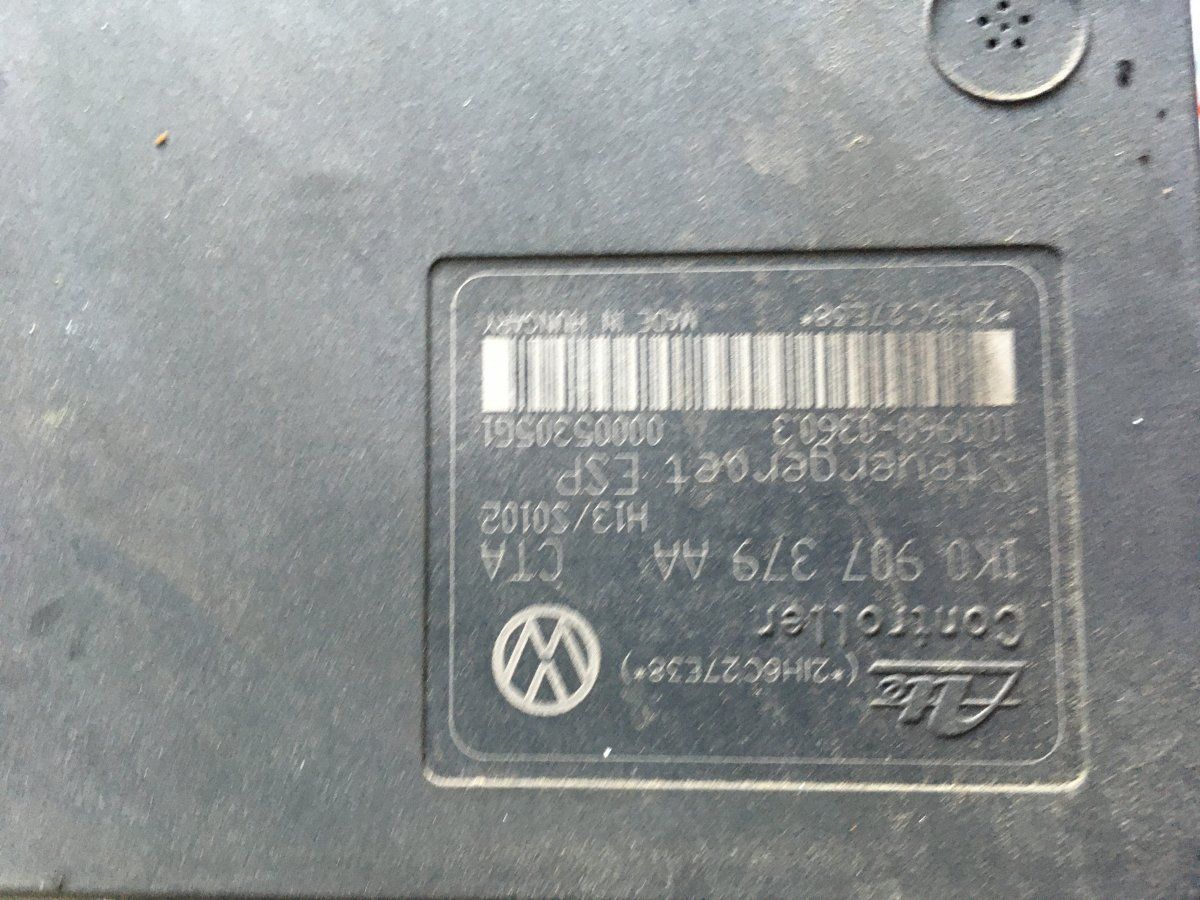 Ate (*2IH6C27E38*)
Controller
1K0 907 379 AA CTA
H13/S0102
Steuergeraet ESP
10.0960-0360.3 0000530561
*2IH6C27E38* MADE IN HUNGARY